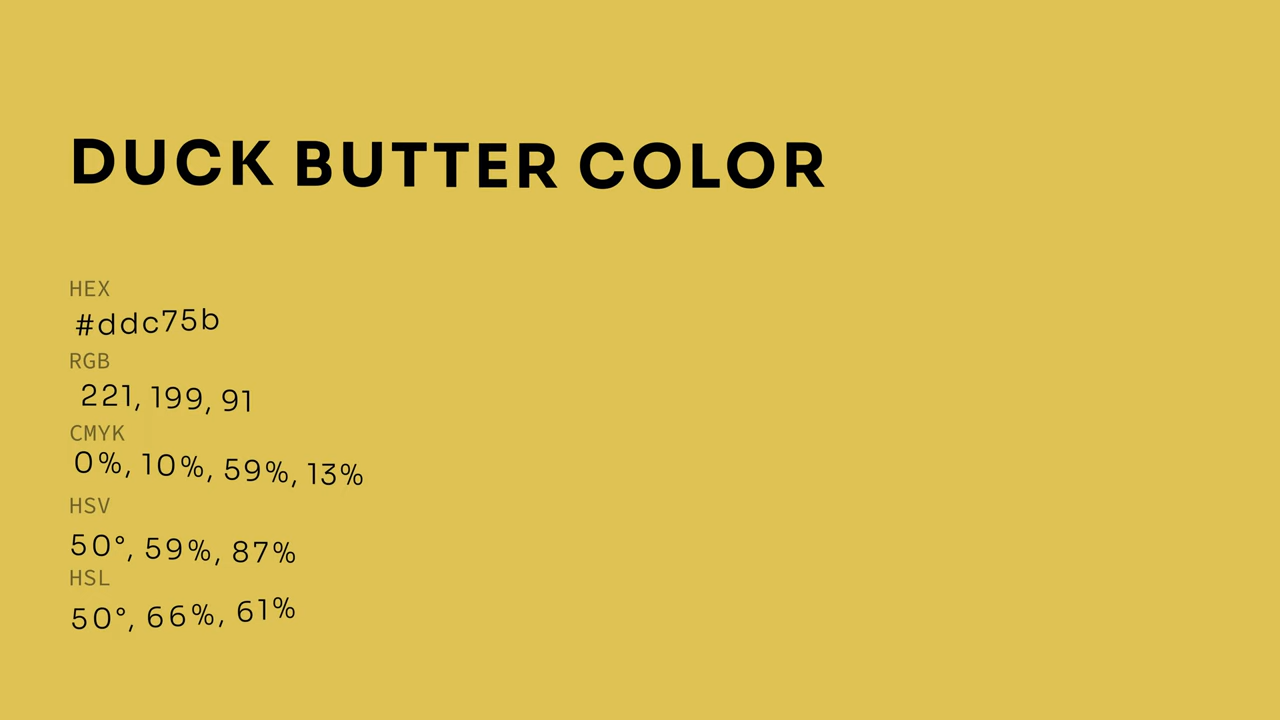 DUCK BUTTER COLOR
HEX
#ddc75b
RGB
221, 199, 91
CMYK
0%, 10%, 59%, 13%
HSV
50°, 59%, 87%
HSL
50°, 66%, 61%